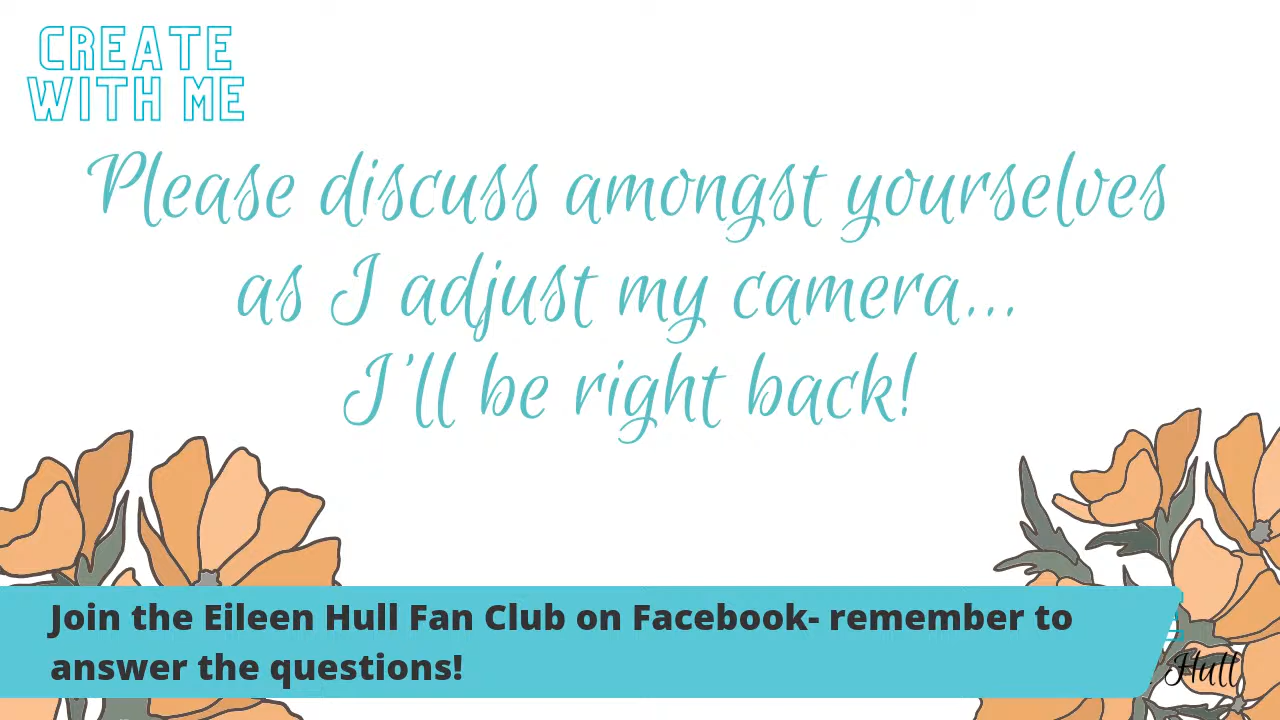 CREATE
WITH ME
Please discuss amongst yourselves
as I adjust my camera...
I'll be right back!
Join the Eileen Hull Fan Club on Facebook- remember to
answer the questions!
Hull